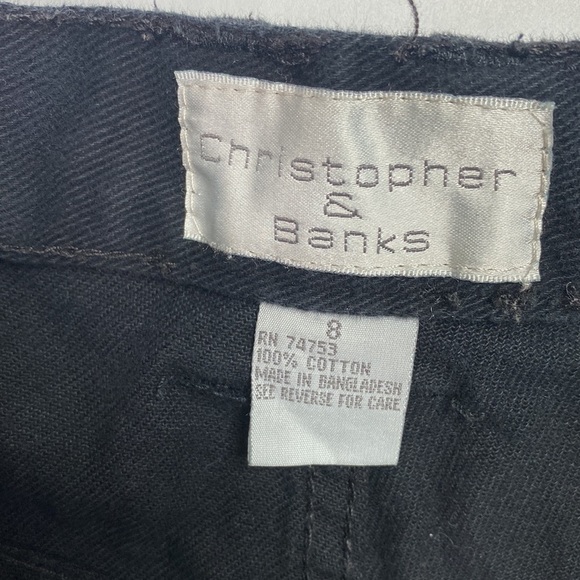 Christopher
&
Banks
8
RN 74753
100% COTTON
MADE IN BANGLADESH
SEE REVERSE FOR CARE